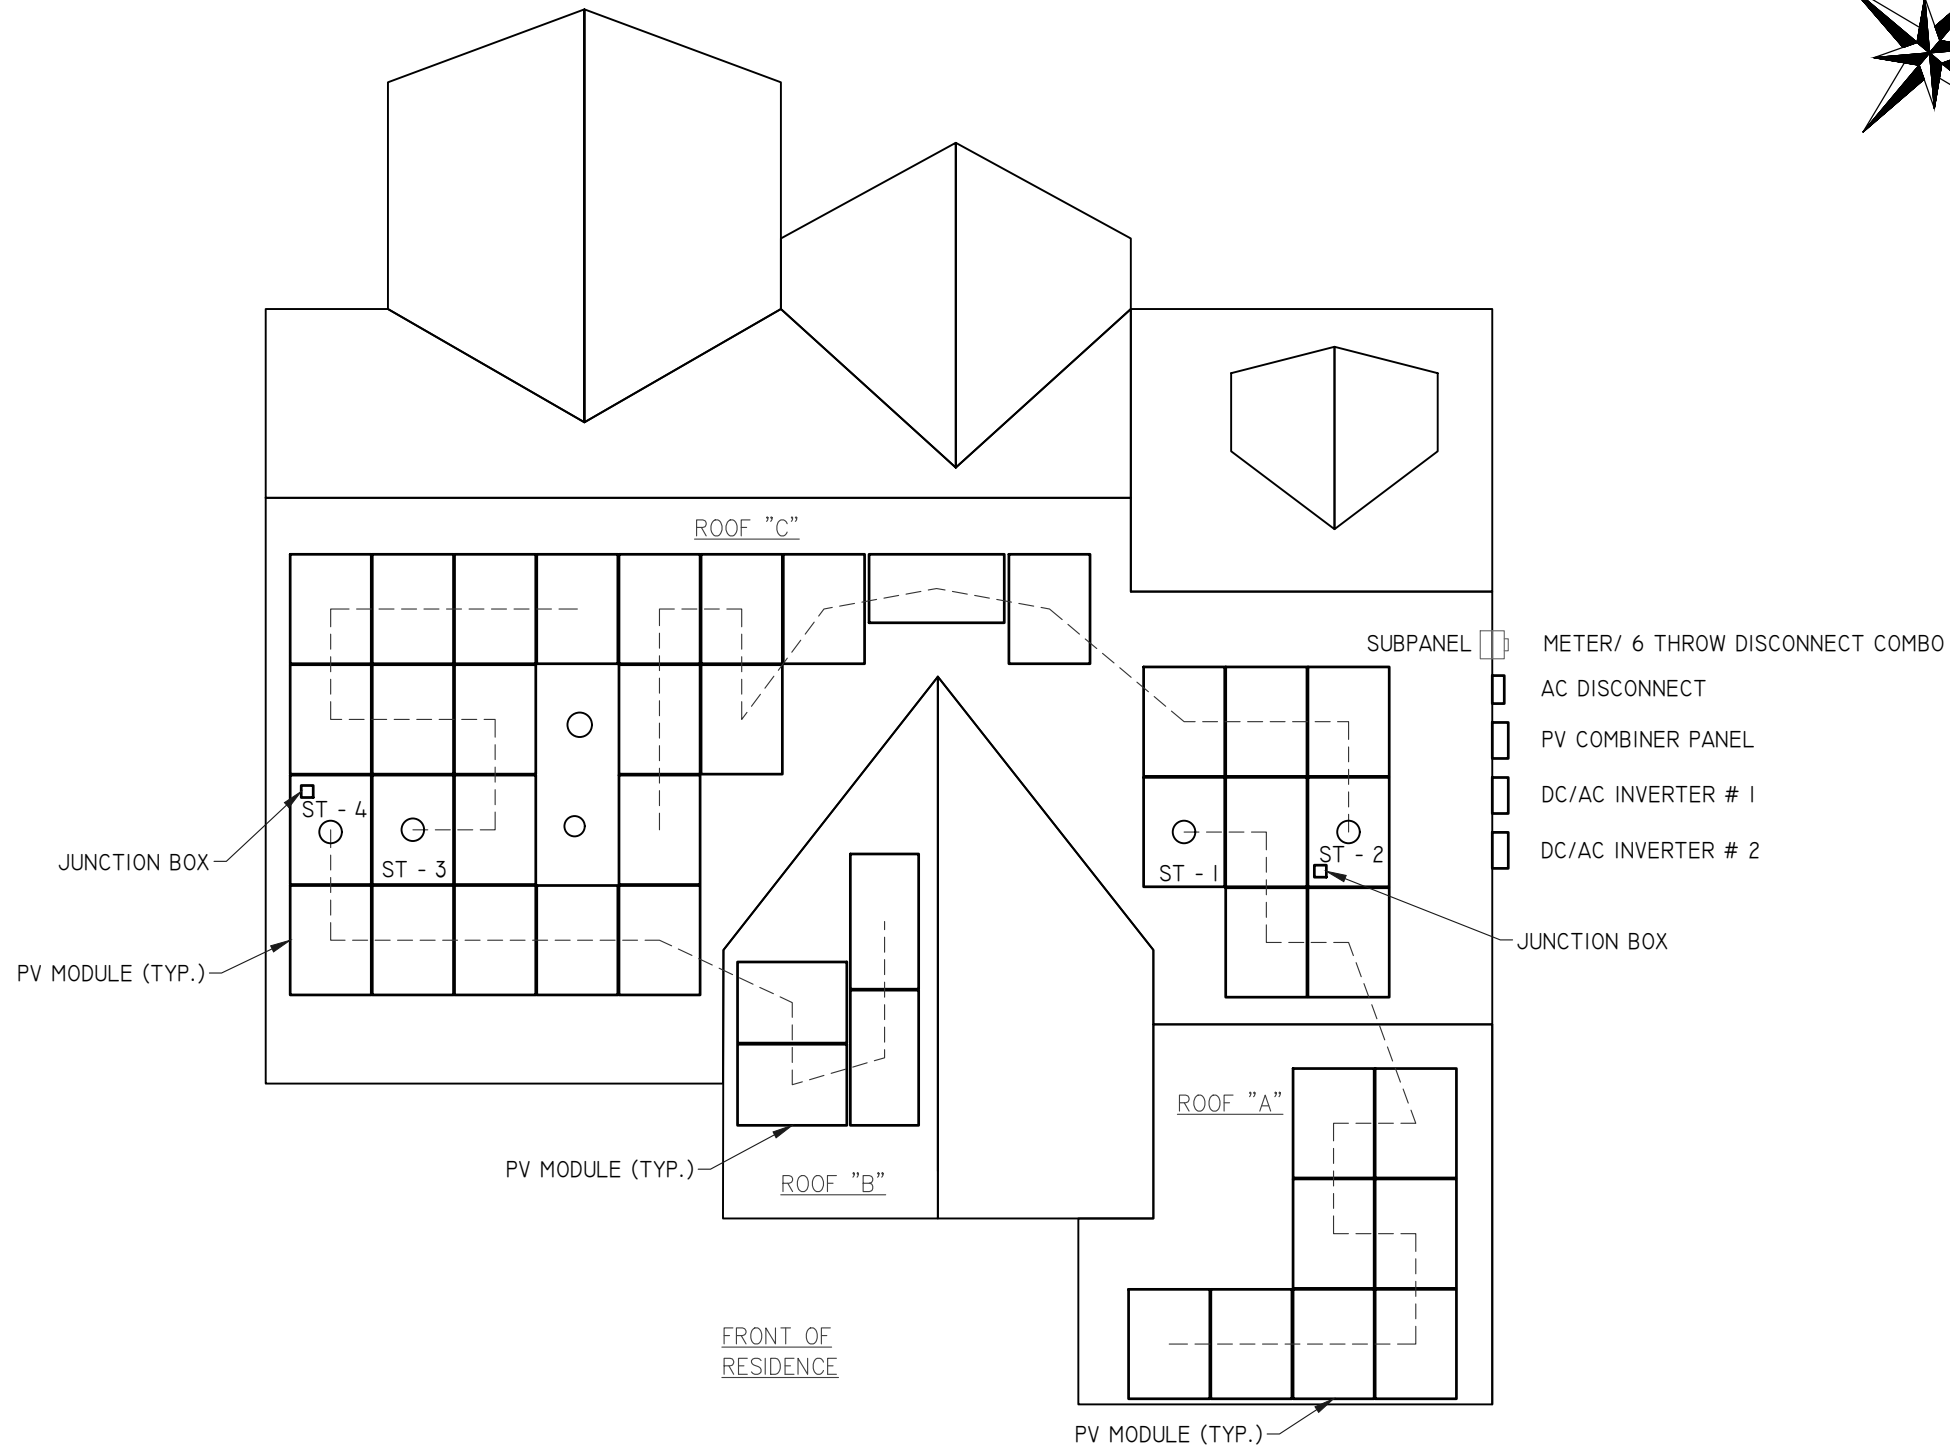 ROOF "C"
SUBPANEL
METER/ 6 THROW DISCONNECT COMBO
AC DISCONNECT
PV COMBINER PANEL
DC/AC INVERTER # 1
ST - 4
ST - 3
ST - 1
ST - 2
DC/AC INVERTER # 2
JUNCTION BOX
JUNCTION BOX
PV MODULE (TYP.)
ROOF "A"
PV MODULE (TYP.)
ROOF "B"
FRONT OF
RESIDENCE
PV MODULE (TYP.)